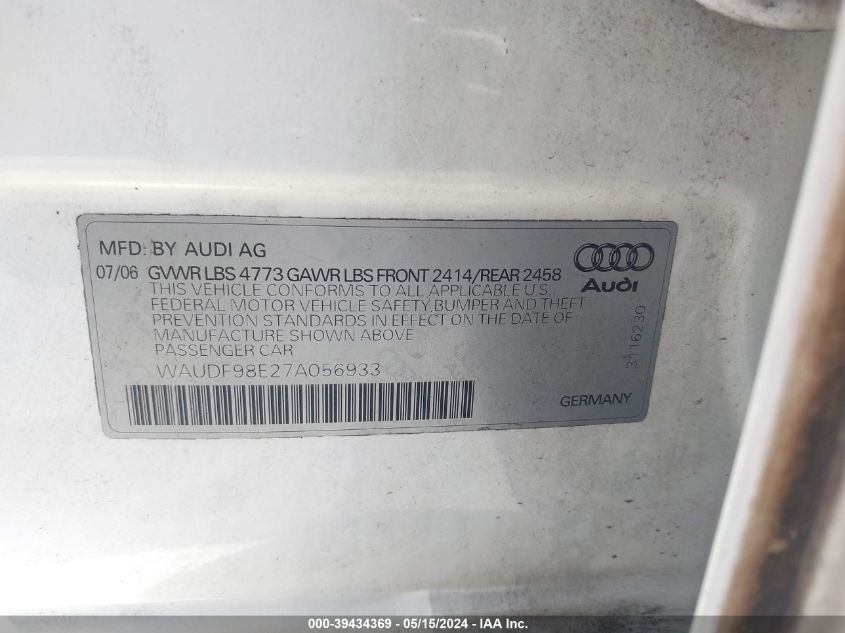 MFD. BY AUDI AG
07/06 GVWR LBS 4773 GAWR LBS FRONT 2414/REAR 2458
THIS VEHICLE CONFORMS TO ALL APPLICABLE U.S.
FEDERAL MOTOR VEHICLE SAFETY, BUMPER AND THEFT
PREVENTION STANDARDS IN EFFECT ON THE DATE OF
MANUFACTURE SHOWN ABOVE
PASSENGER CAR
WAUDF98E27A056933
Audi
3116230
GERMANY
000-39434369 - 05/15/2024 - IAA Inc.